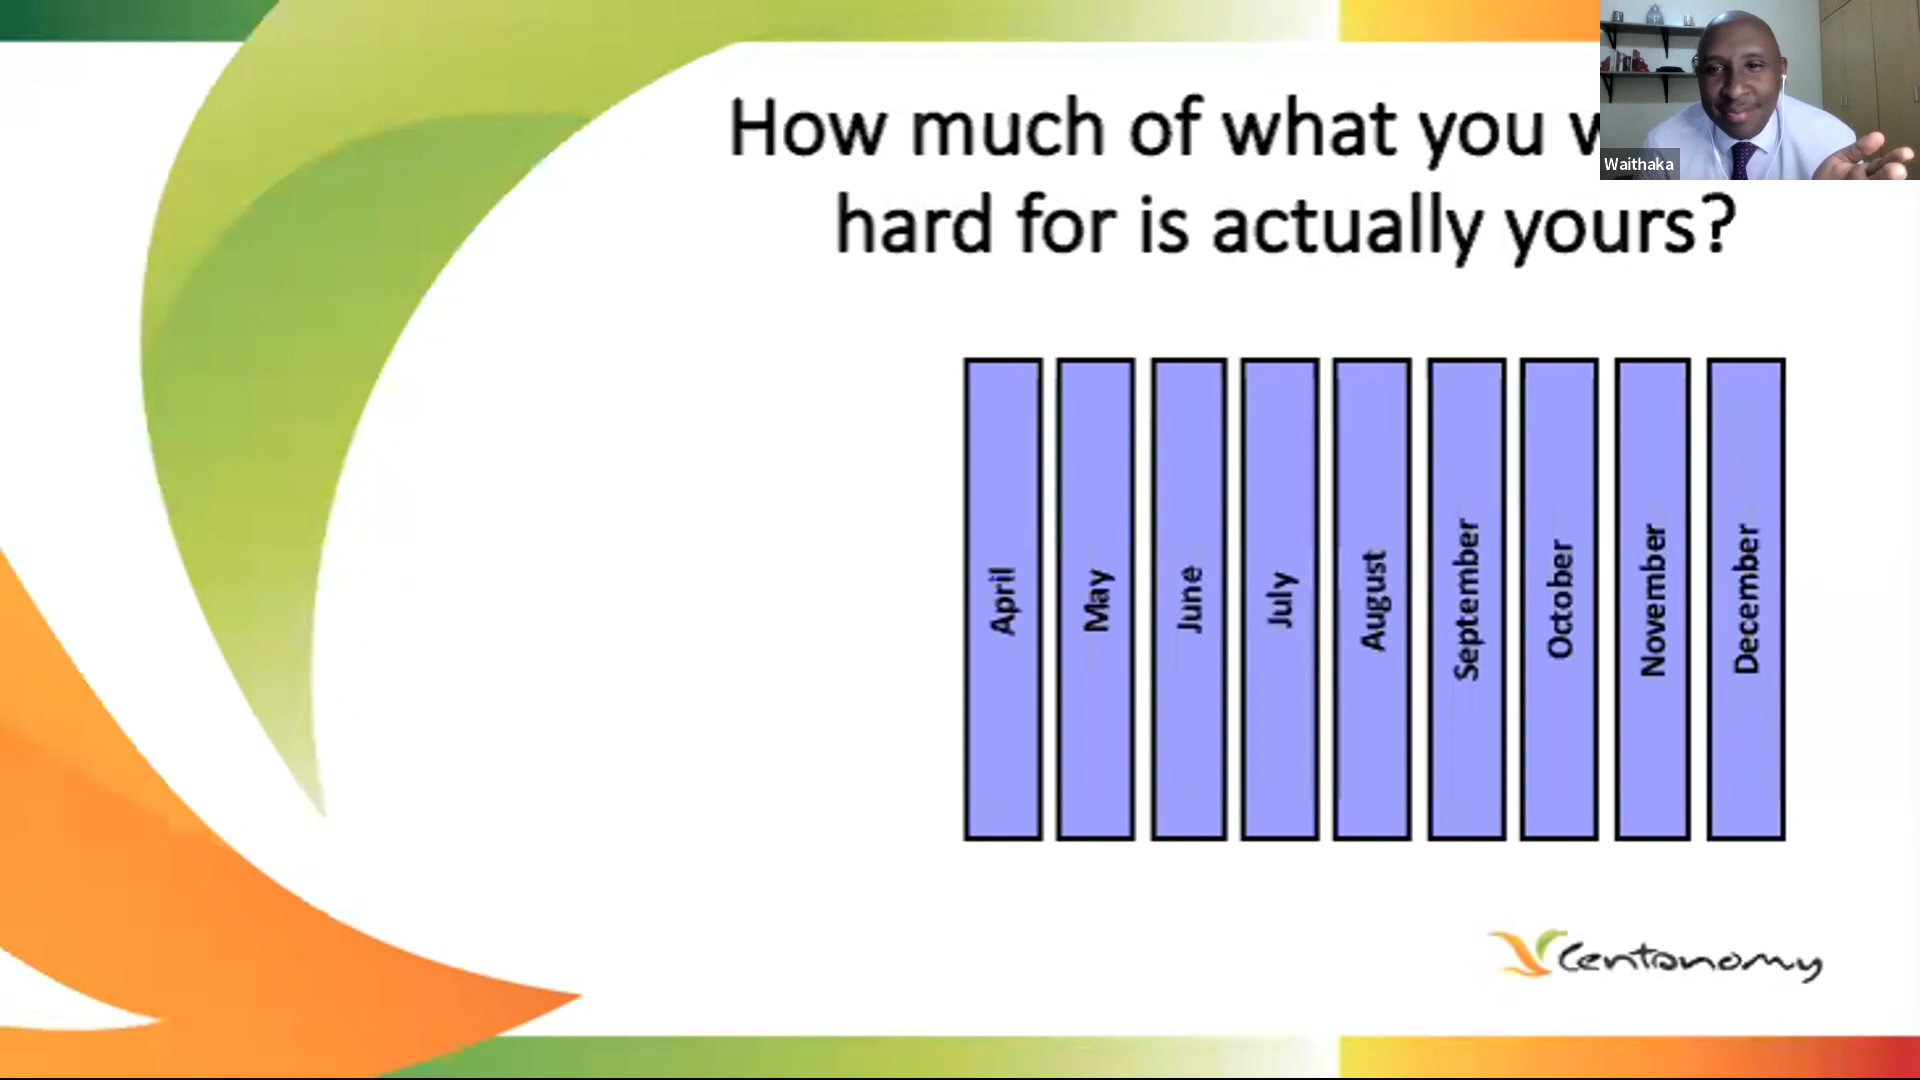 How much of what you
hard for is actually yours?
Waithaka
April
May
June
July
August
September
October
November
December
Centonomy